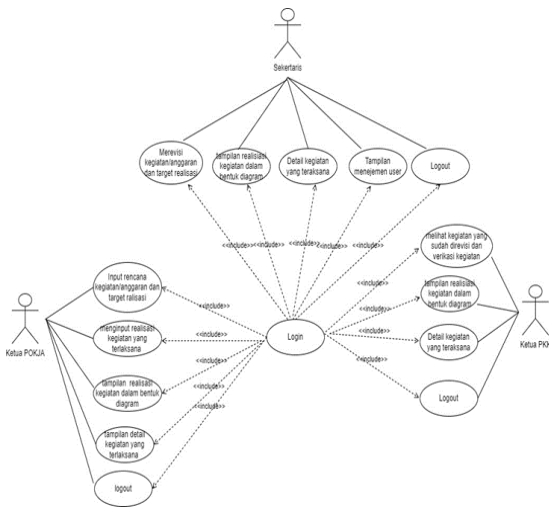 Sekertaris
Merevisi
kegiatan/anggaran
dan target realisasi
tampilan realisiasi
kegiatan dalam
bentuk diagram
Detail kegiatan
yang teraksana
Tampilan
menejemen user
Logout
<<include>>
<<include>>
<<include>>
<<include>>
<<include>>
melihat kegiatan yang
sudah direvisi dan
verikasi kegiatan
tampilan realisiasi
kegiatan dalam
bentuk diagram
Detail kegiatan
yang teraksana
Logout
Ketua PKK
<<include>>
<<include>>
<<include>>
<<include>>
Login
Input rencana
kegiatan/anggaran dan
target ralisasi
menginput realisasi
kegiatan yang
terlaksana
tampilan realisasi
kegiatan dalam bentuk
diagram
tampilan detail
kegiatan yang
terlaksana
logout
Ketua POKJA
<<include>>
<<include>>
<<include>>
<<include>>
<<include>>